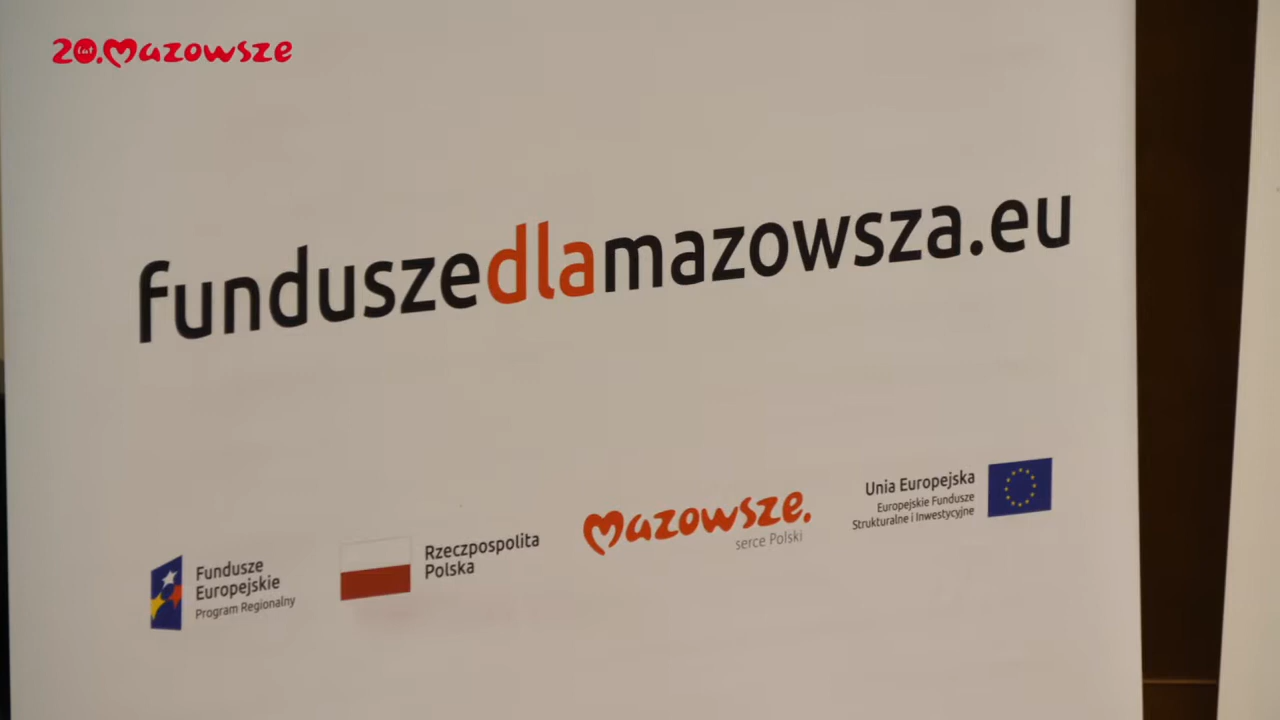 20 lat.Mazowsze
funduszedlamazowsza.eu
Fundusze
Europejskie
Program Regionalny
Rzeczpospolita
Polska
Mazowsze.
serce Polski
Unia Europejska
Europejskie Fundusze
Strukturalne i Inwestycyjne